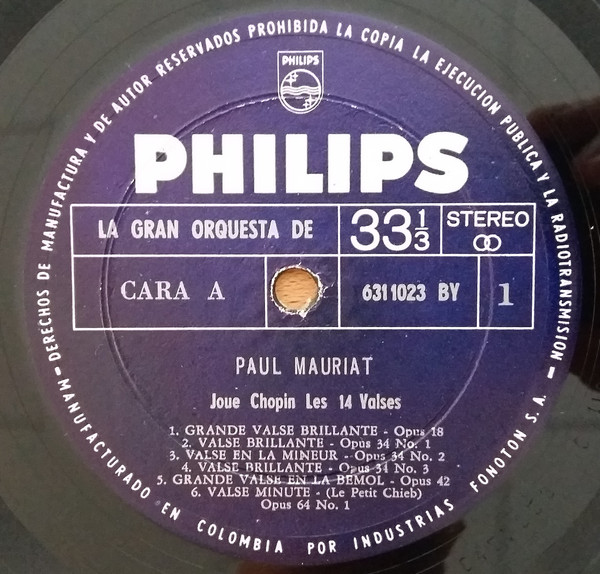 DERECHOS DE MANUFACTURA Y DE AUTOR RESERVADOS PROHIBIDA LA COPIA LA EJECUCION PUBLICA Y LA RADIOTRANSMISION
PHILIPS
PHILIPS
LA GRAN ORQUESTA DE
33 1/3
STEREO
CARA A
6311023 BY
1
PAUL MAURIAT
Joue Chopin Les 14 Valses
1. GRANDE VALSE BRILLANTE - Opus 18
2. VALSE BRILLANTE - Opus 34 No. 1
3. VALSE EN LA MINEUR - Opus 34 No. 2
4. VALSE BRILLANTE - Opus 34 No. 3
5. GRANDE VALSE EN LA BEMOL - Opus 42
6. VALSE MINUTE - (Le Petit Chieb)
Opus 64 No. 1
MANUFACTURADO EN COLOMBIA POR INDUSTRIAS FONOTON S. A.